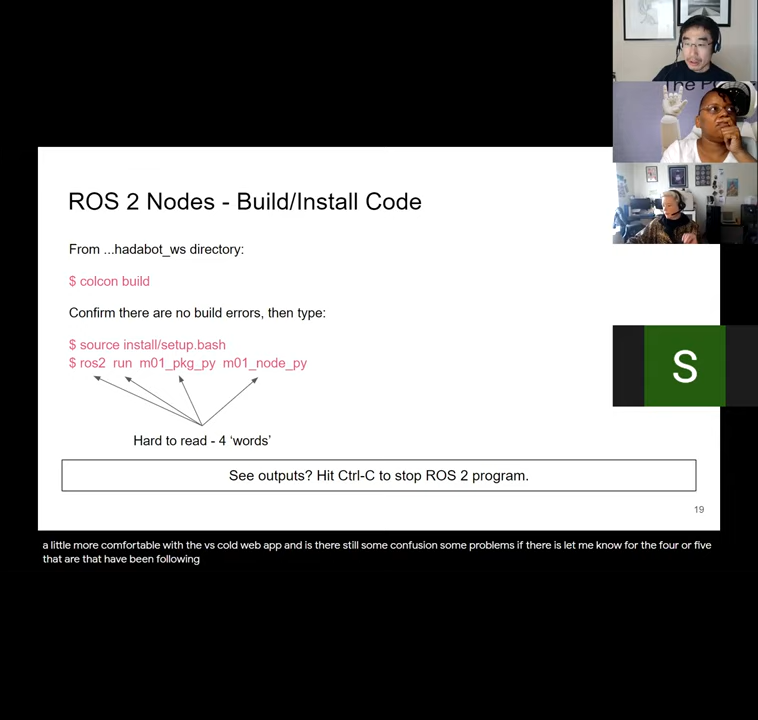 The P
ROS 2 Nodes - Build/Install Code
From ...hadabot_ws directory:
$ colcon build
Confirm there are no build errors, then type:
$ source install/setup.bash
$ ros2 run m01_pkg_py m01_node_py
Hard to read - 4 ‘words’
See outputs? Hit Ctrl-C to stop ROS 2 program.
19
S
a little more comfortable with the vs cold web app and is there still some confusion some problems if there is let me know for the four or five
that are that have been following